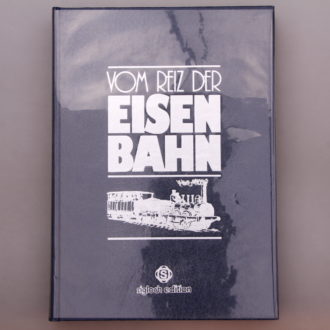 VOM REIZ DER
EISEN
BAHN
S
sigloch edition